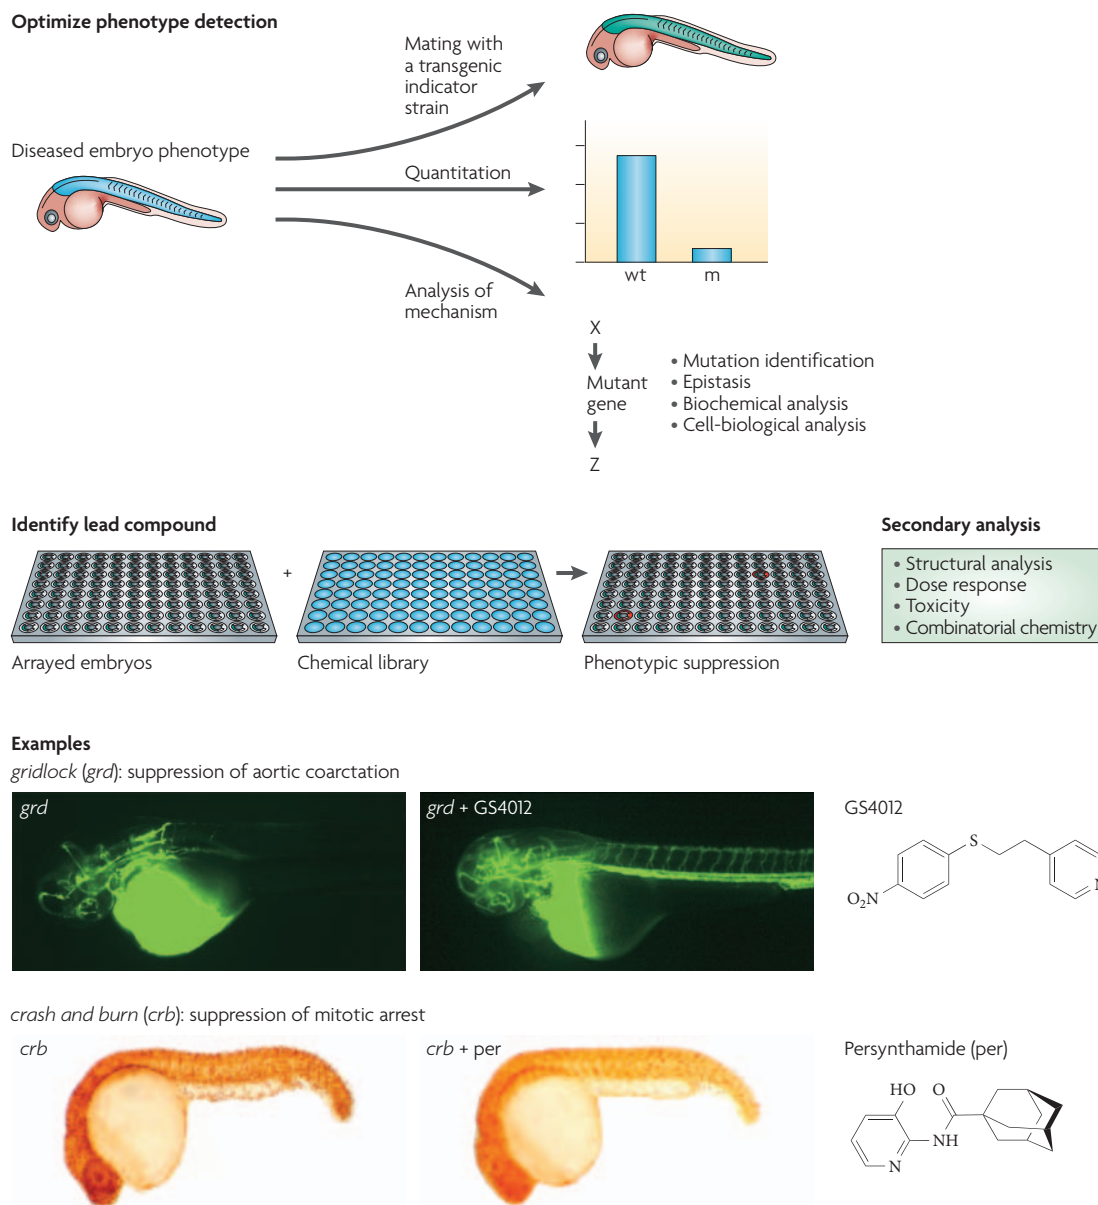 Optimize phenotype detection
Mating with
a transgenic
indicator
strain
Diseased embryo phenotype
Quantitation
wt
m
Analysis of
mechanism
X
Mutant
gene
Z
• Mutation identification
• Epistasis
• Biochemical analysis
• Cell-biological analysis
Identify lead compound
Secondary analysis
+
• Structural analysis
• Dose response
• Toxicity
• Combinatorial chemistry
Arrayed embryos
Chemical library
Phenotypic suppression
Examples
gridlock (grd): suppression of aortic coarctation
grd
grd + GS4012
GS4012
S
O₂N
N
crash and burn (crb): suppression of mitotic arrest
crb
crb + per
Persynthamide (per)
HO
O
NH
N